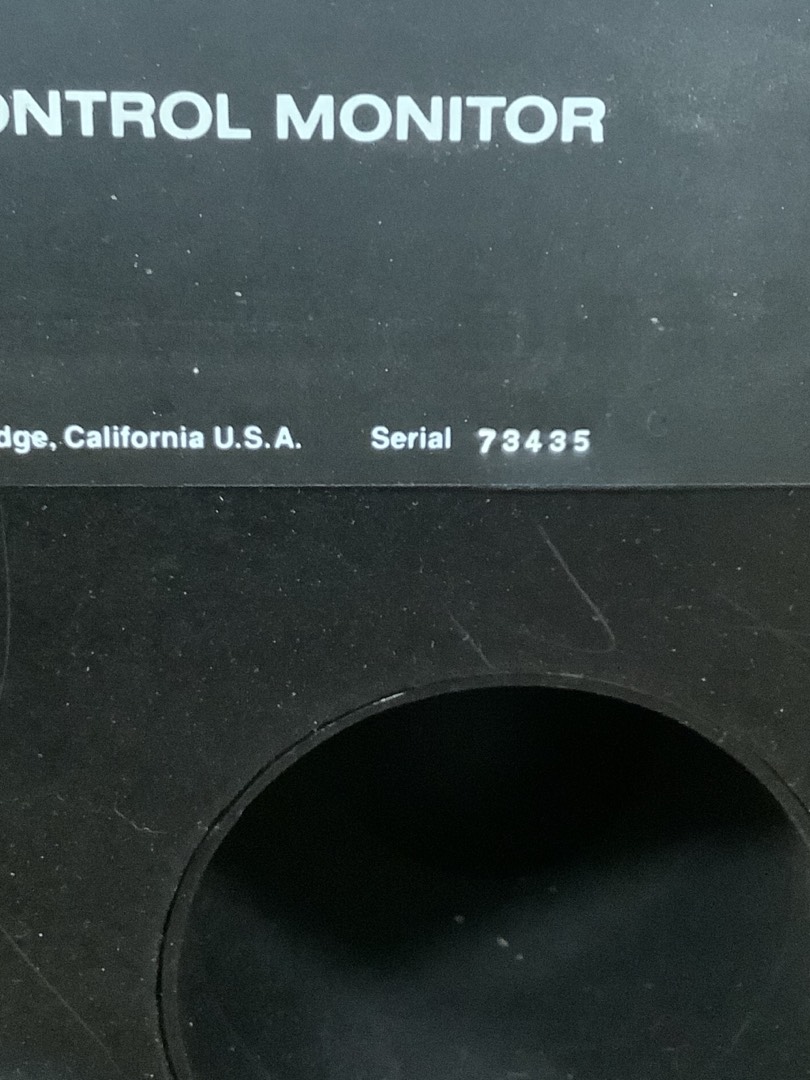 ONTROL MONITOR
dge, California U.S.A. Serial 73435